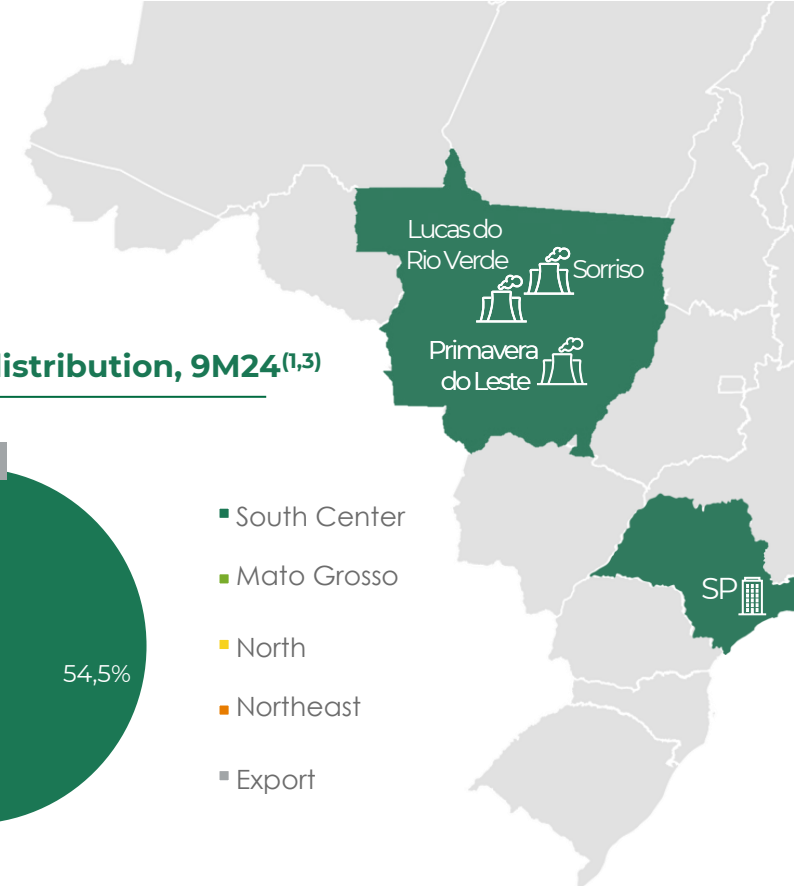 Lucas do
Rio Verde
Sorriso
Primavera
do Leste
distribution, 9M24(1,3)
54,5%
South Center
Mato Grosso
North
Northeast
Export
SP